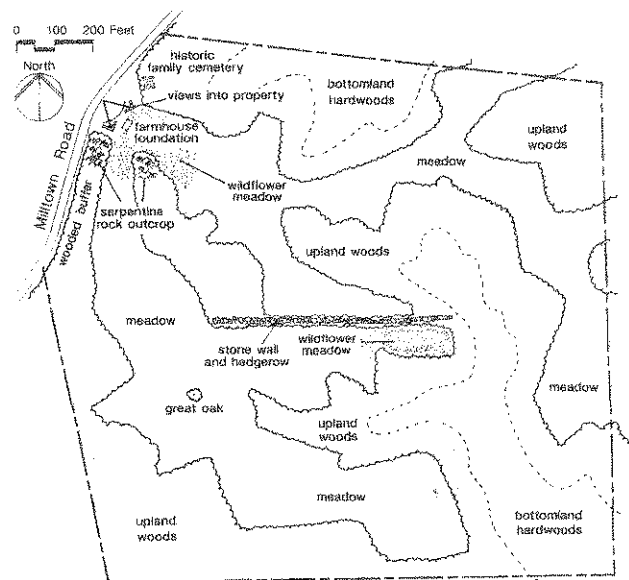 0 100 200 Feet
North
historic
family cemetery
views into property
farmhouse
foundation
Milltown Road
wooded buffer
serpentine
rock outcrop
wildflower
meadow
bottomland
hardwoods
upland
woods
meadow
upland woods
meadow
stone wall
and hedgerow
wildflower
meadow
great oak
upland
woods
meadow
meadow
upland
woods
bottomland
hardwoods